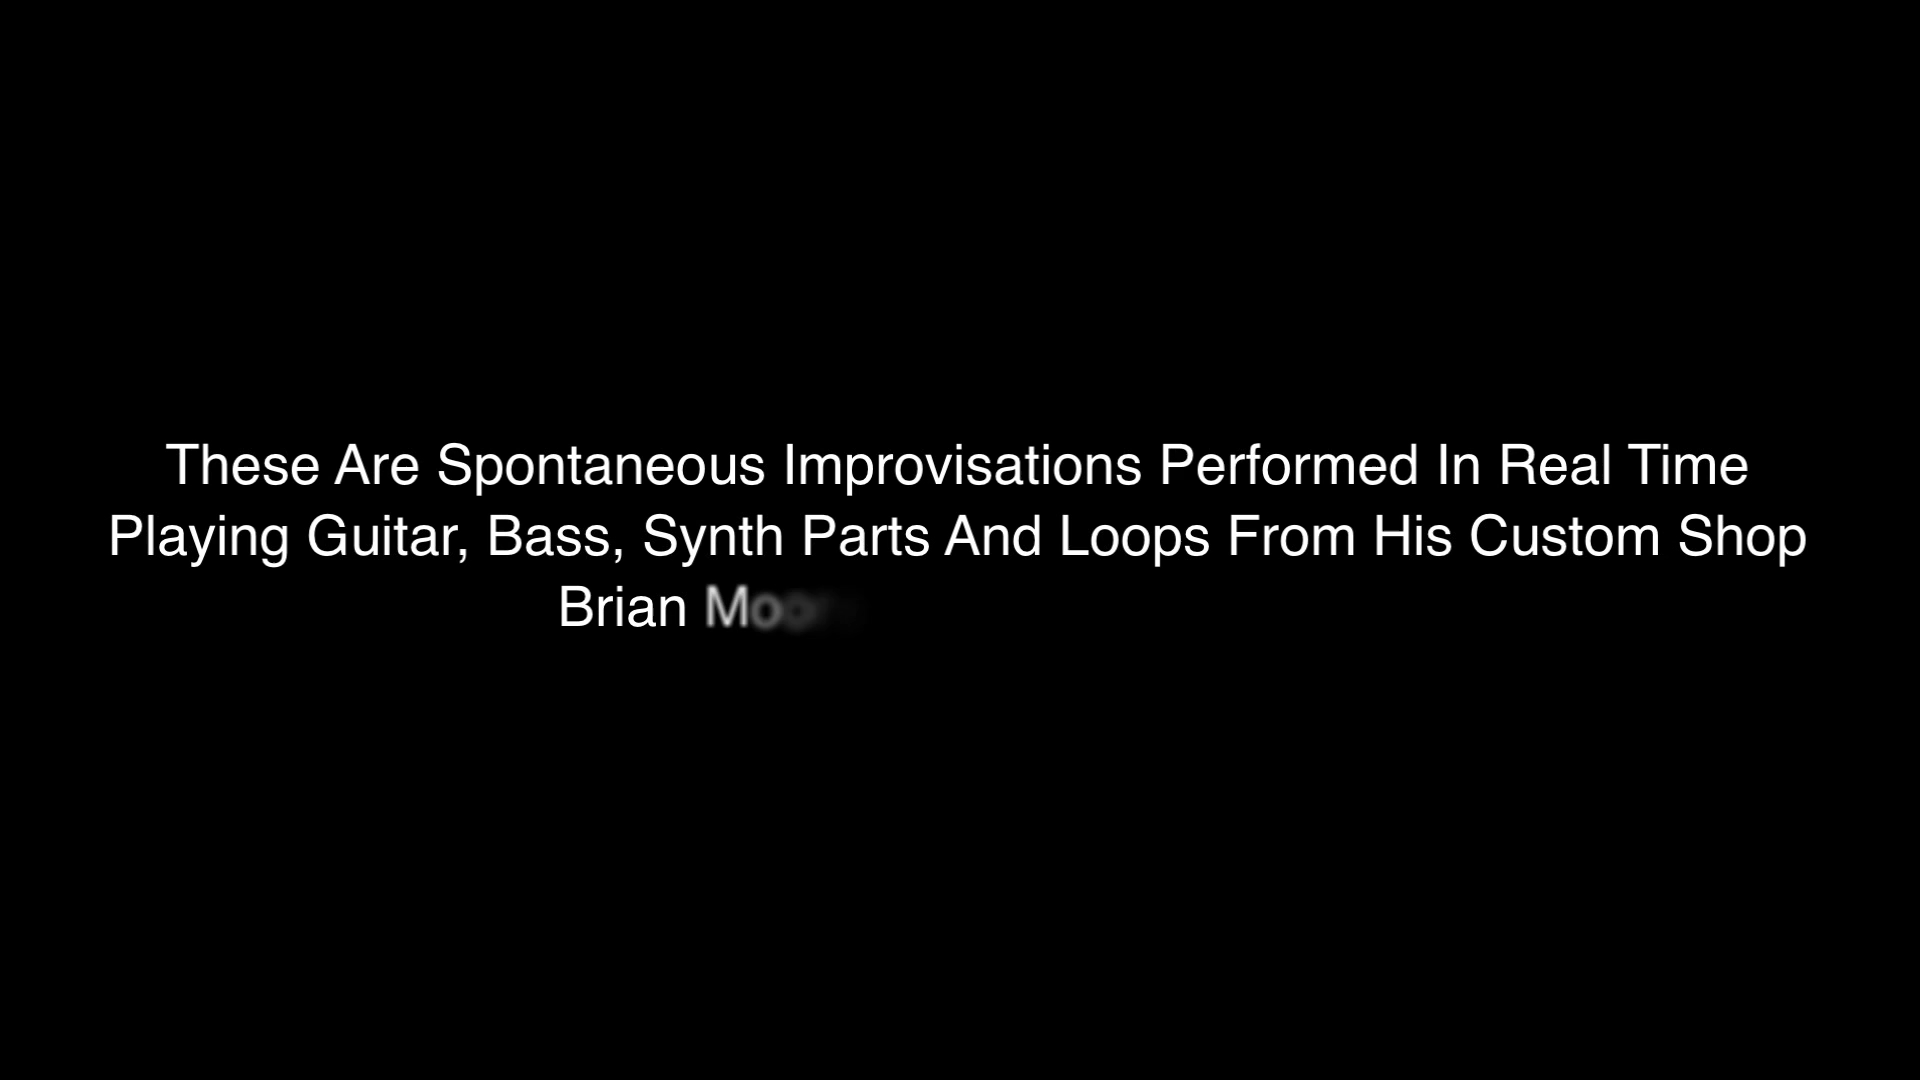 These Are Spontaneous Improvisations Performed In Real Time
Playing Guitar, Bass, Synth Parts And Loops From His Custom Shop
Brian